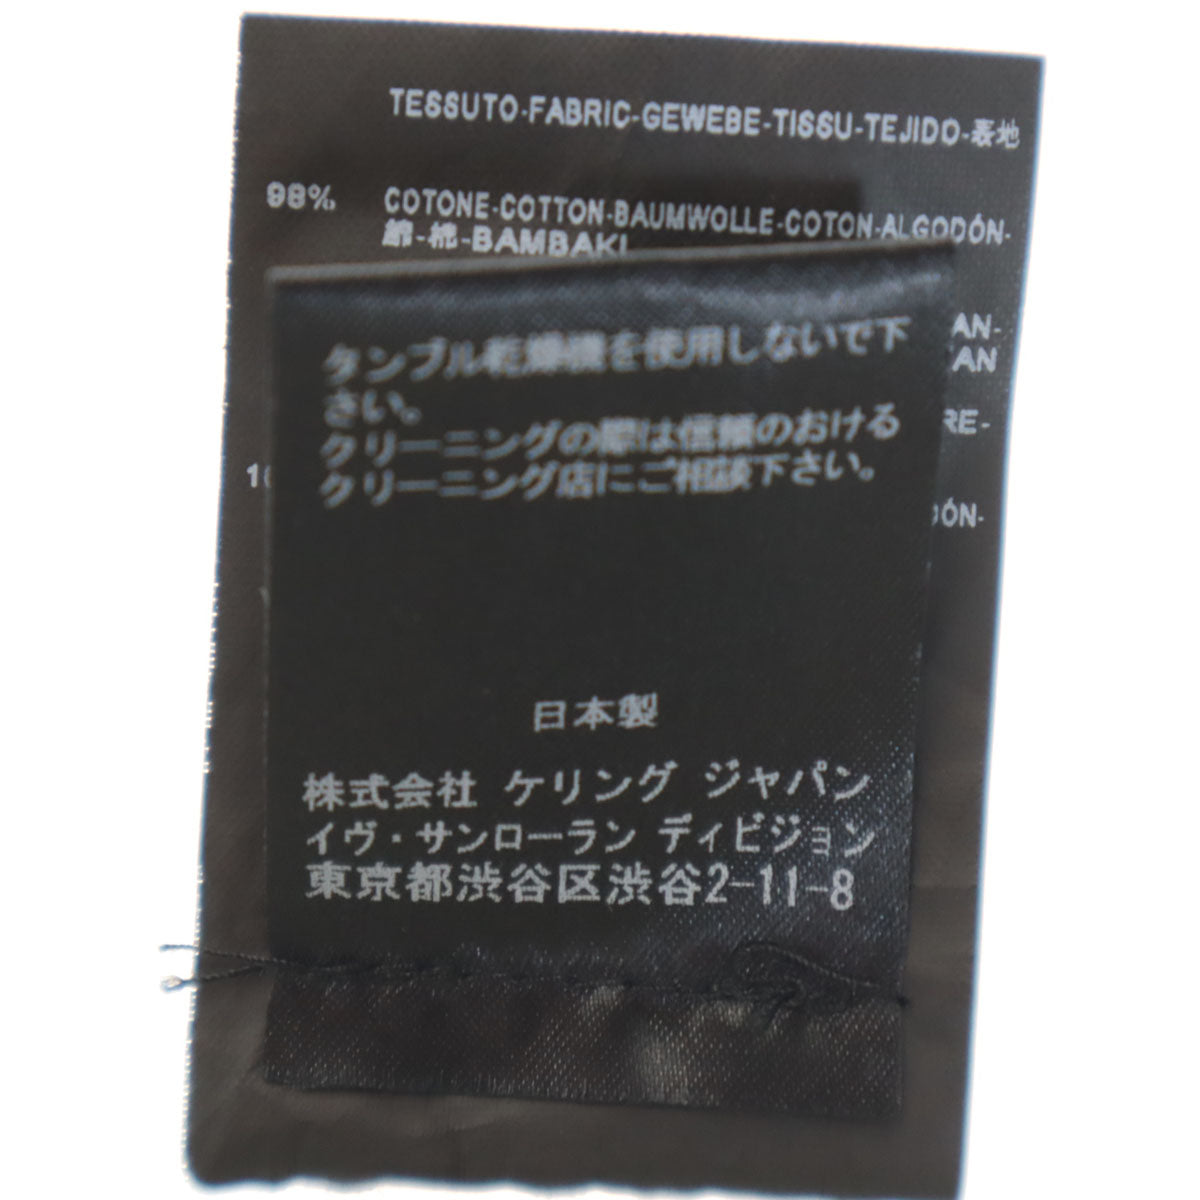 TESSUTO-FABRIC-GEWEBE-TISSU-TEJIDO-表地
98% COTONE-COTTON-BAUMWOLLE-COTON-ALGODÓN-
綿-棉-BAMBAKI
AN-
AN
RE-
ÓN-
タンブル乾燥機を使用しないで下
さい。
クリーニングの際は信頼のおける
クリーニング店にご相談下さい。
日本製
株式会社 ケリング ジャパン
イヴ・サンローラン ディビジョン
東京都渋谷区渋谷2-11-8